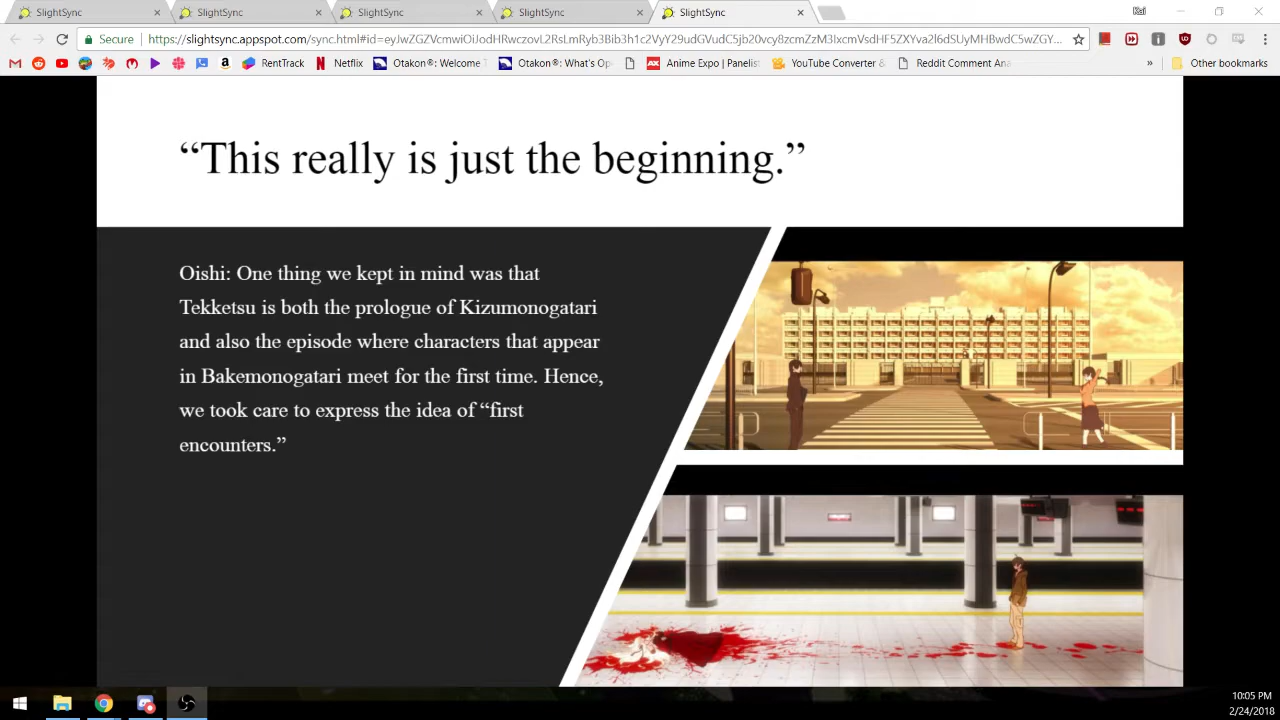 SlightSync
SlightSync
SlightSync
SlightSync
SlightSync
Secure
https://slightsync.appspot.com/sync.html#id=
RentTrack
Netflix
Otakon®: Welcome T
Otakon®: What's Op
Anime Expo | Panelist
YouTube Converter &
Reddit Comment Ana
»
Other bookmarks
“This really is just the beginning.”
Oishi: One thing we kept in mind was that
Tekketsu is both the prologue of Kizumonogatari
and also the episode where characters that appear
in Bakemonogatari meet for the first time. Hence,
we took care to express the idea of “first
encounters.”
10:05 PM
2/24/2018